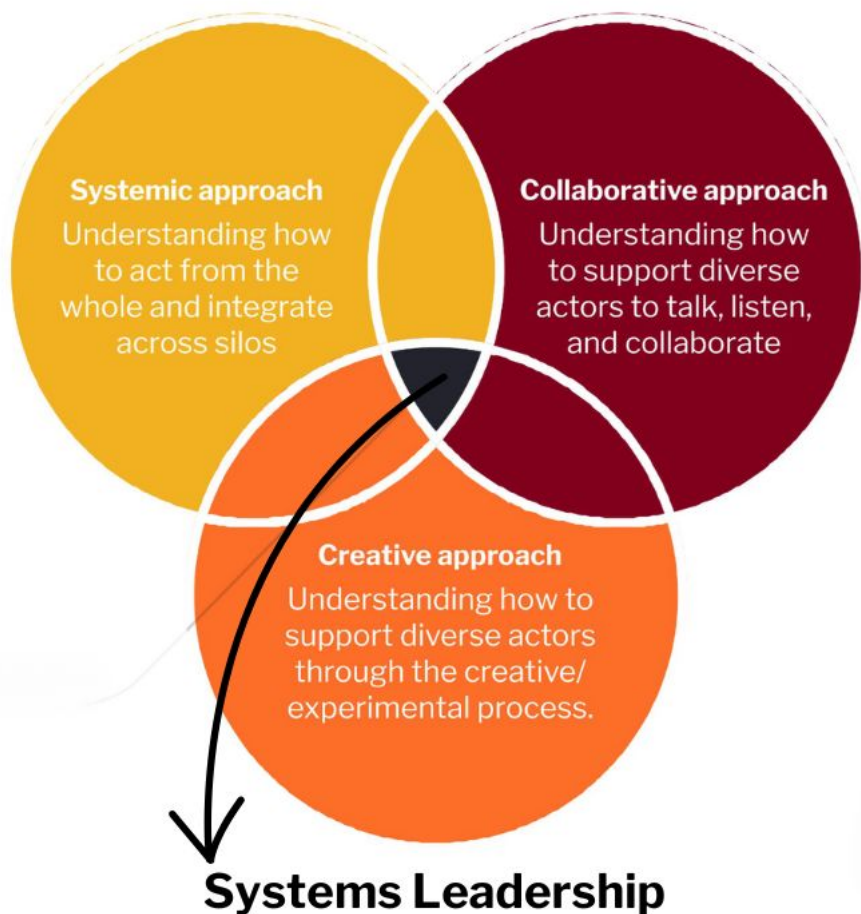 Systemic approach
Understanding how
to act from the
whole and integrate
across silos
Collaborative approach
Understanding how
to support diverse
actors to talk, listen,
and collaborate
Creative approach
Understanding how to
support diverse actors
through the creative/
experimental process.
Systems Leadership